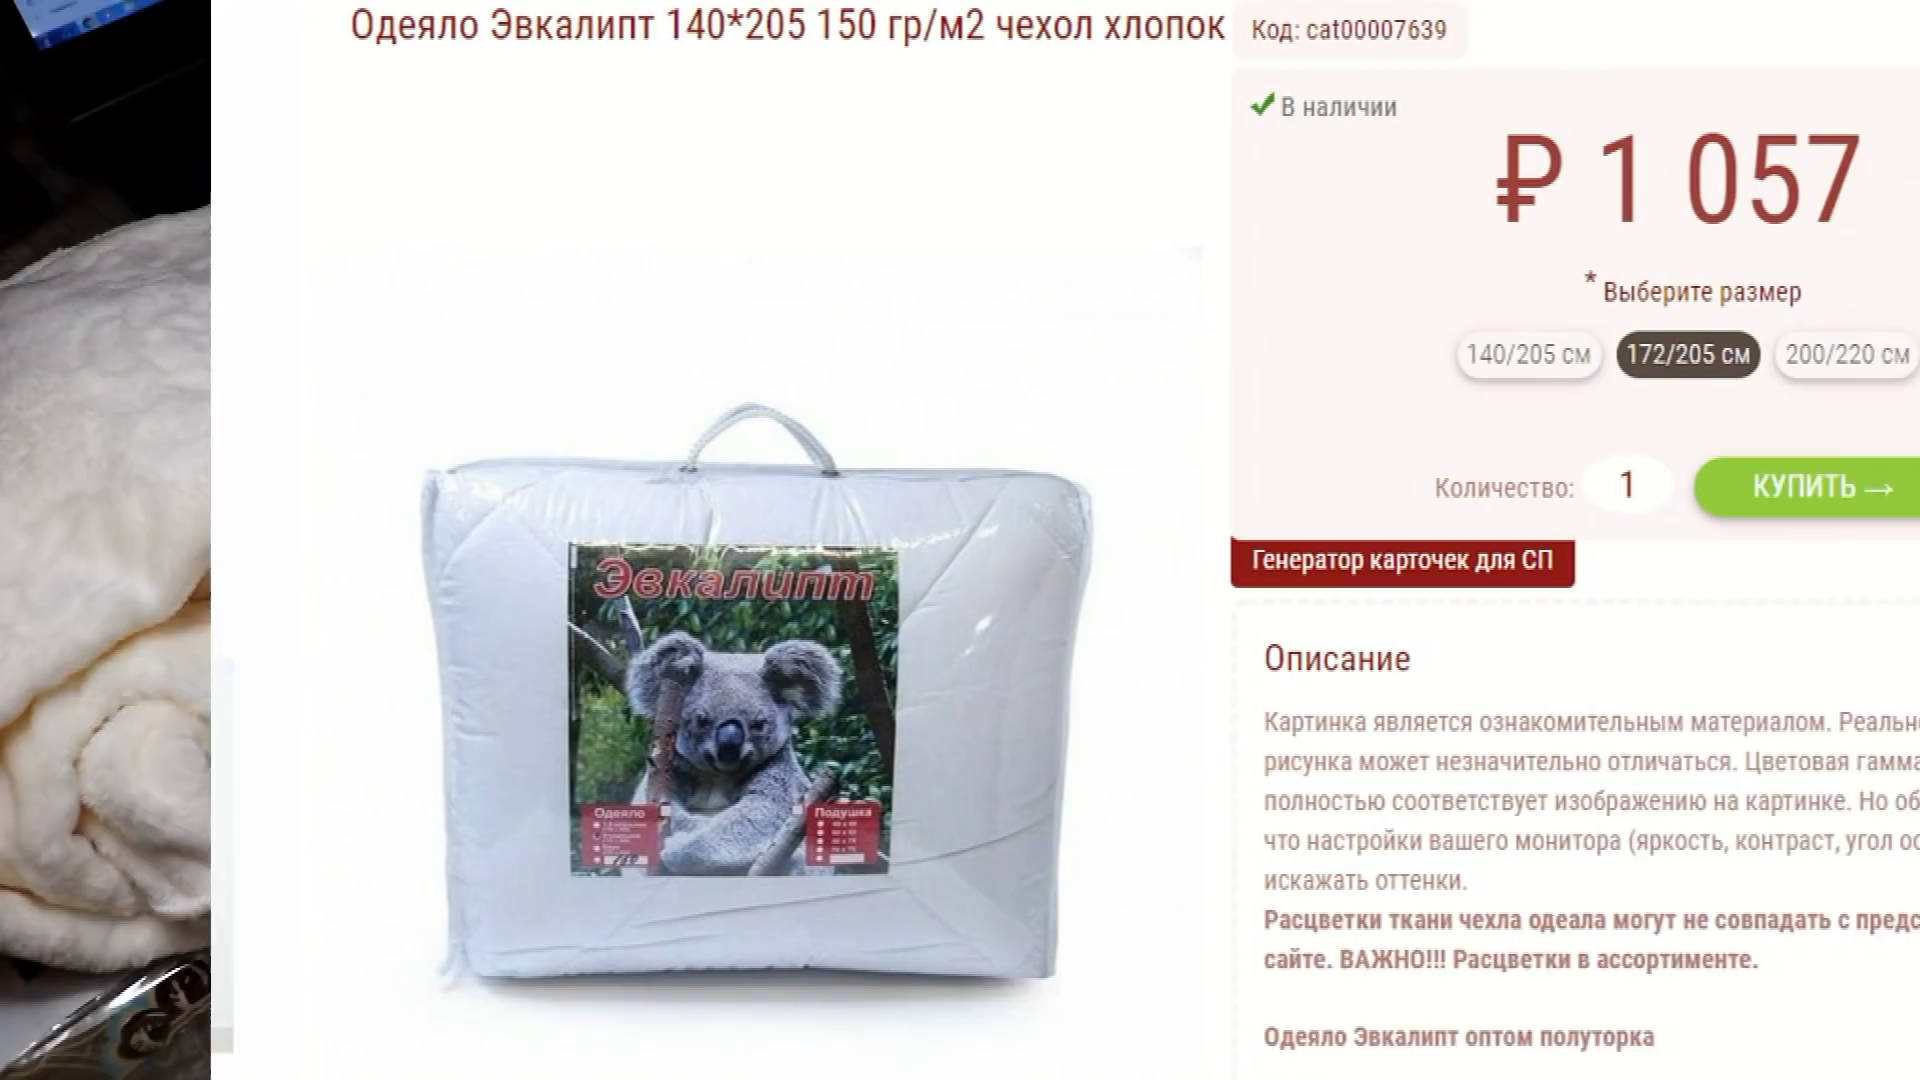 Одеяло Эвкалипт 140*205 150 гр/м2 чехол хлопок
Код: cat00007639
В наличии
₽ 1 057
* Выберите размер
140/205 см
172/205 см
200/220 см
Количество:
1
КУПИТЬ →
Генератор карточек для СП
Эвкалипт
Одеяло
Подушка
Описание
Картинка является ознакомительным материалом. Реальн
рисунка может незначительно отличаться. Цветовая гамма
полностью соответствует изображению на картинке. Но об
что настройки вашего монитора (яркость, контраст, угол ос
искажать оттенки.
Расцветки ткани чехла одеала могут не совпадать с предс
сайте. ВАЖНО!!! Расцветки в ассортименте.
Одеяло Эвкалипт оптом полуторка